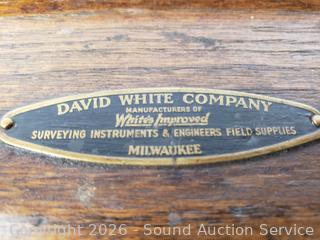 DAVID WHITE COMPANY
MANUFACTURERS OF
White's Improved
SURVEYING INSTRUMENTS & ENGINEERS FIELD SUPPLIES
MILWAUKEE
Copyright 2026 - Sound Auction Service